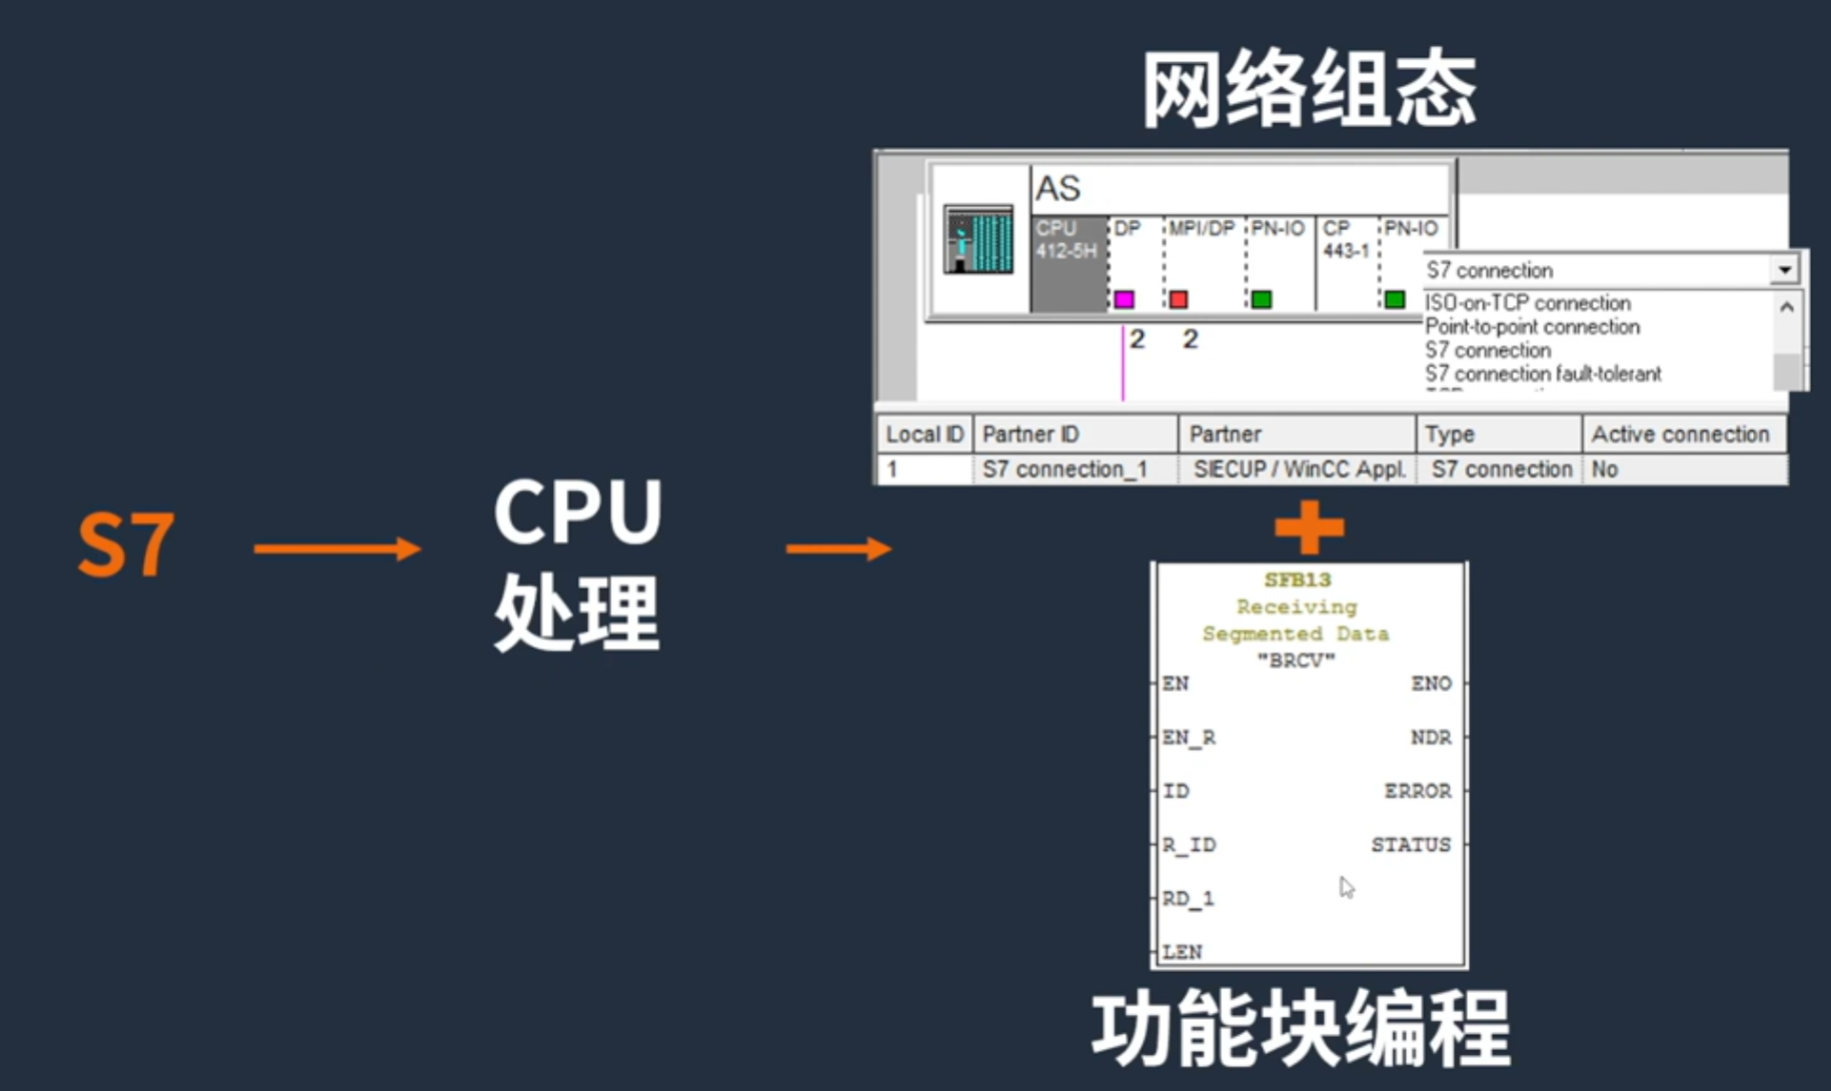 网络组态
AS
CPU 412-5H
DP
MPI/DP
PN-IO
CP 443-1
PN-IO
S7 connection
ISO-on-TCP connection
Point-to-point connection
S7 connection
S7 connection fault-tolerant
2 2
Local ID Partner ID Partner Type Active connection
1 S7 connection_1 SIECUP / WinCC Appl. S7 connection No
S7
CPU
处理
SFB13
Receiving
Segmented Data
"BRCV"
EN ENO
EN_R NDR
ID ERROR
R_ID STATUS
RD_1
LEN
功能块编程